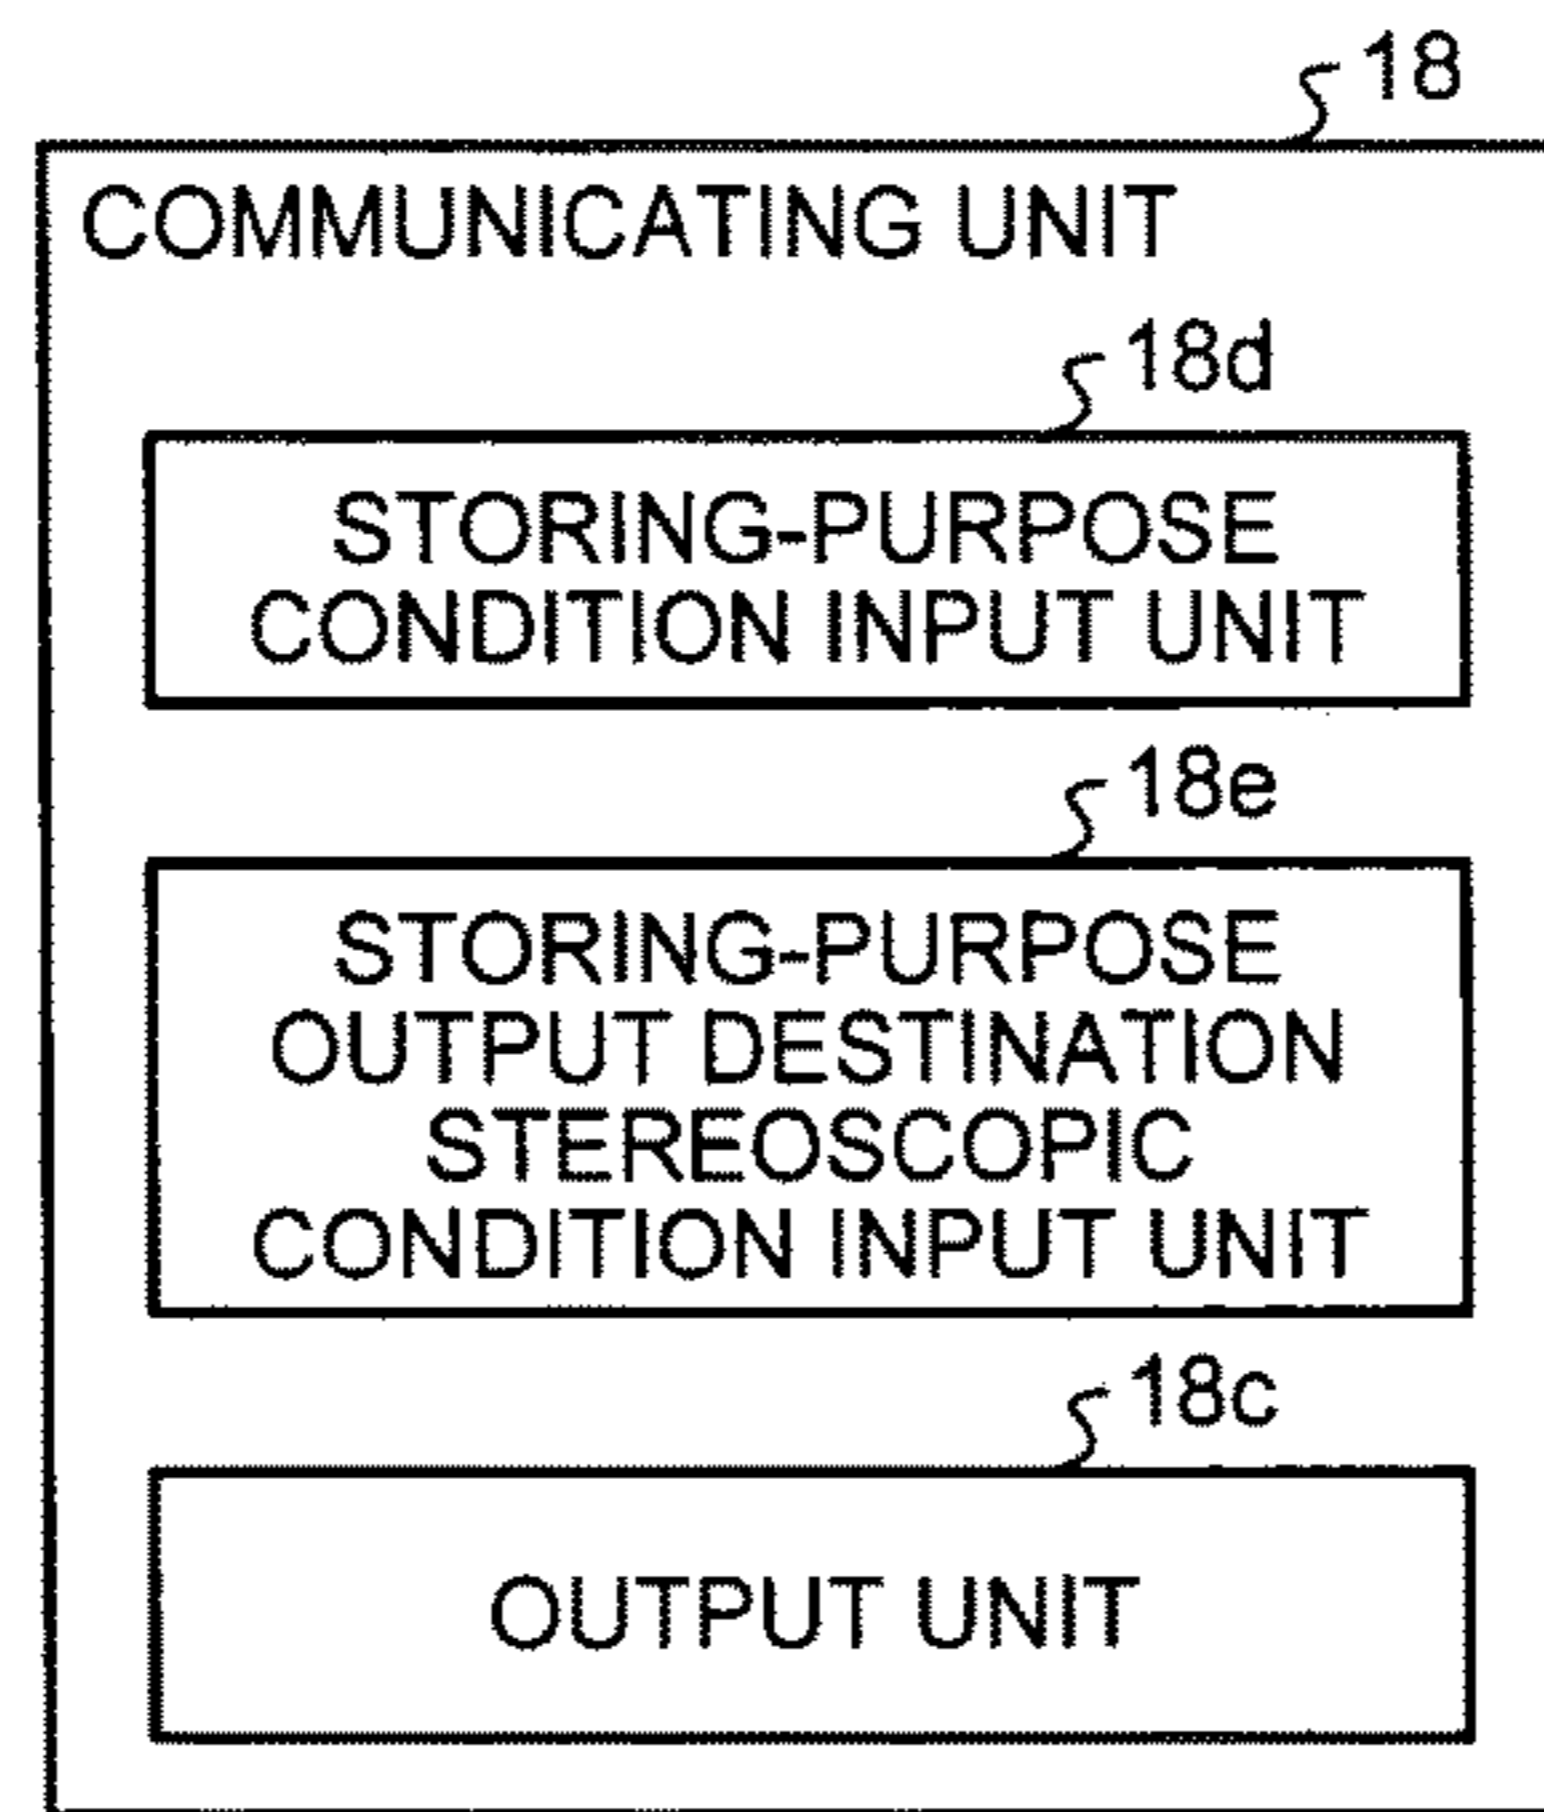 18
COMMUNICATING UNIT
18d
STORING-PURPOSE
CONDITION INPUT UNIT
18e
STORING-PURPOSE
OUTPUT DESTINATION
STEREOSCOPIC
CONDITION INPUT UNIT
18c
OUTPUT UNIT